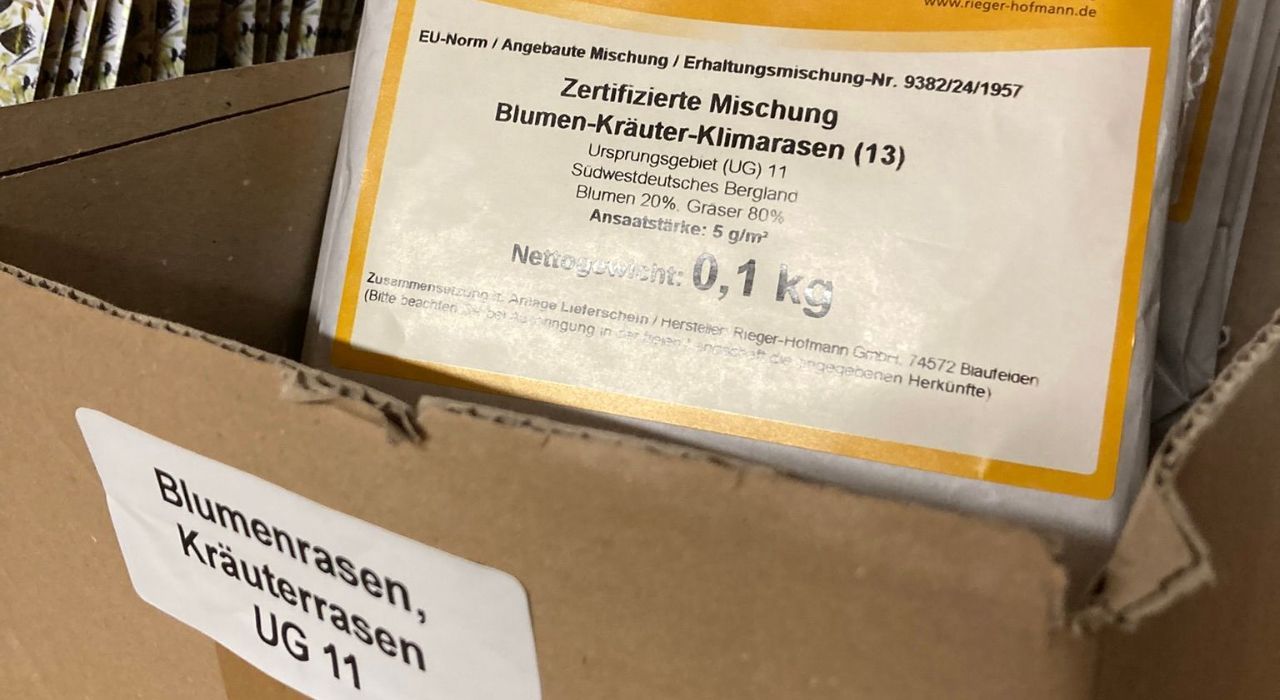 www.rieger-hofmann.de
EU-Norm / Angebaute Mischung / Erhaltungsmischung-Nr. 9382/24/1957
Zertifizierte Mischung
Blumen-Kräuter-Klimarasen (13)
Ursprungsgebiet (UG) 11
Südwestdeutsches Bergland
Blumen 20%, Gräser 80%
Ansaatstärke: 5 g/m²
Nettogewicht: 0,1 kg
Zusammensetzung lt. Anlage Lieferschein / Hersteller: Rieger-Hofmann GmbH, 74572 Blaufelden
(Bitte beachten Sie bei Ausbringung in der freien Landschaft die angegebenen Herkünfte)
Blumenrasen,
Kräuterrasen
UG 11